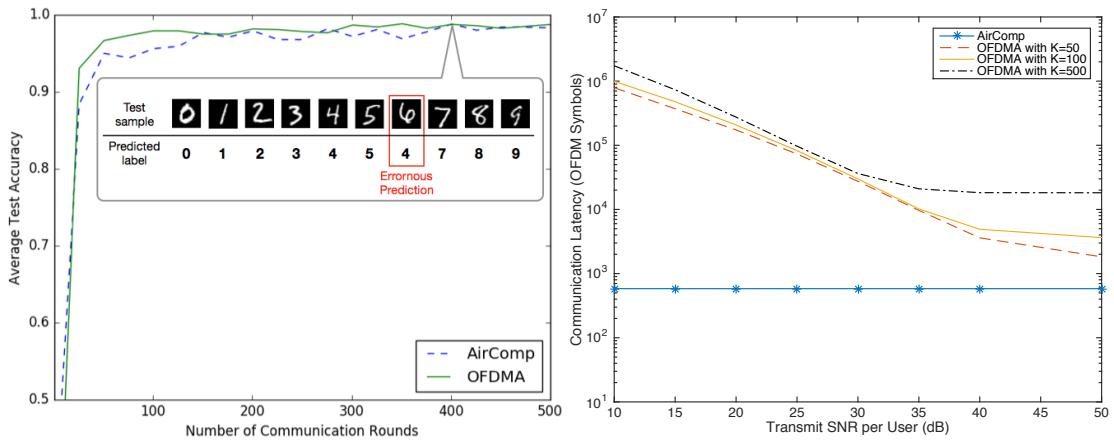 1.0
0.9
0.8
0.7
0.6
0.5
Average Test Accuracy
Test sample
0 1 2 3 4 5 6 7 8 9
Predicted label
0 1 2 3 4 5 4 7 8 9
Errornous
Prediction
AirComp
OFDMA
100 200 300 400 500
Number of Communication Rounds
10^7
10^6
10^5
10^4
10^3
10^2
10^1
Communication Latency (OFDM Symbols)
AirComp
OFDMA with K=50
OFDMA with K=100
OFDMA with K=500
10 15 20 25 30 35 40 45 50
Transmit SNR per User (dB)